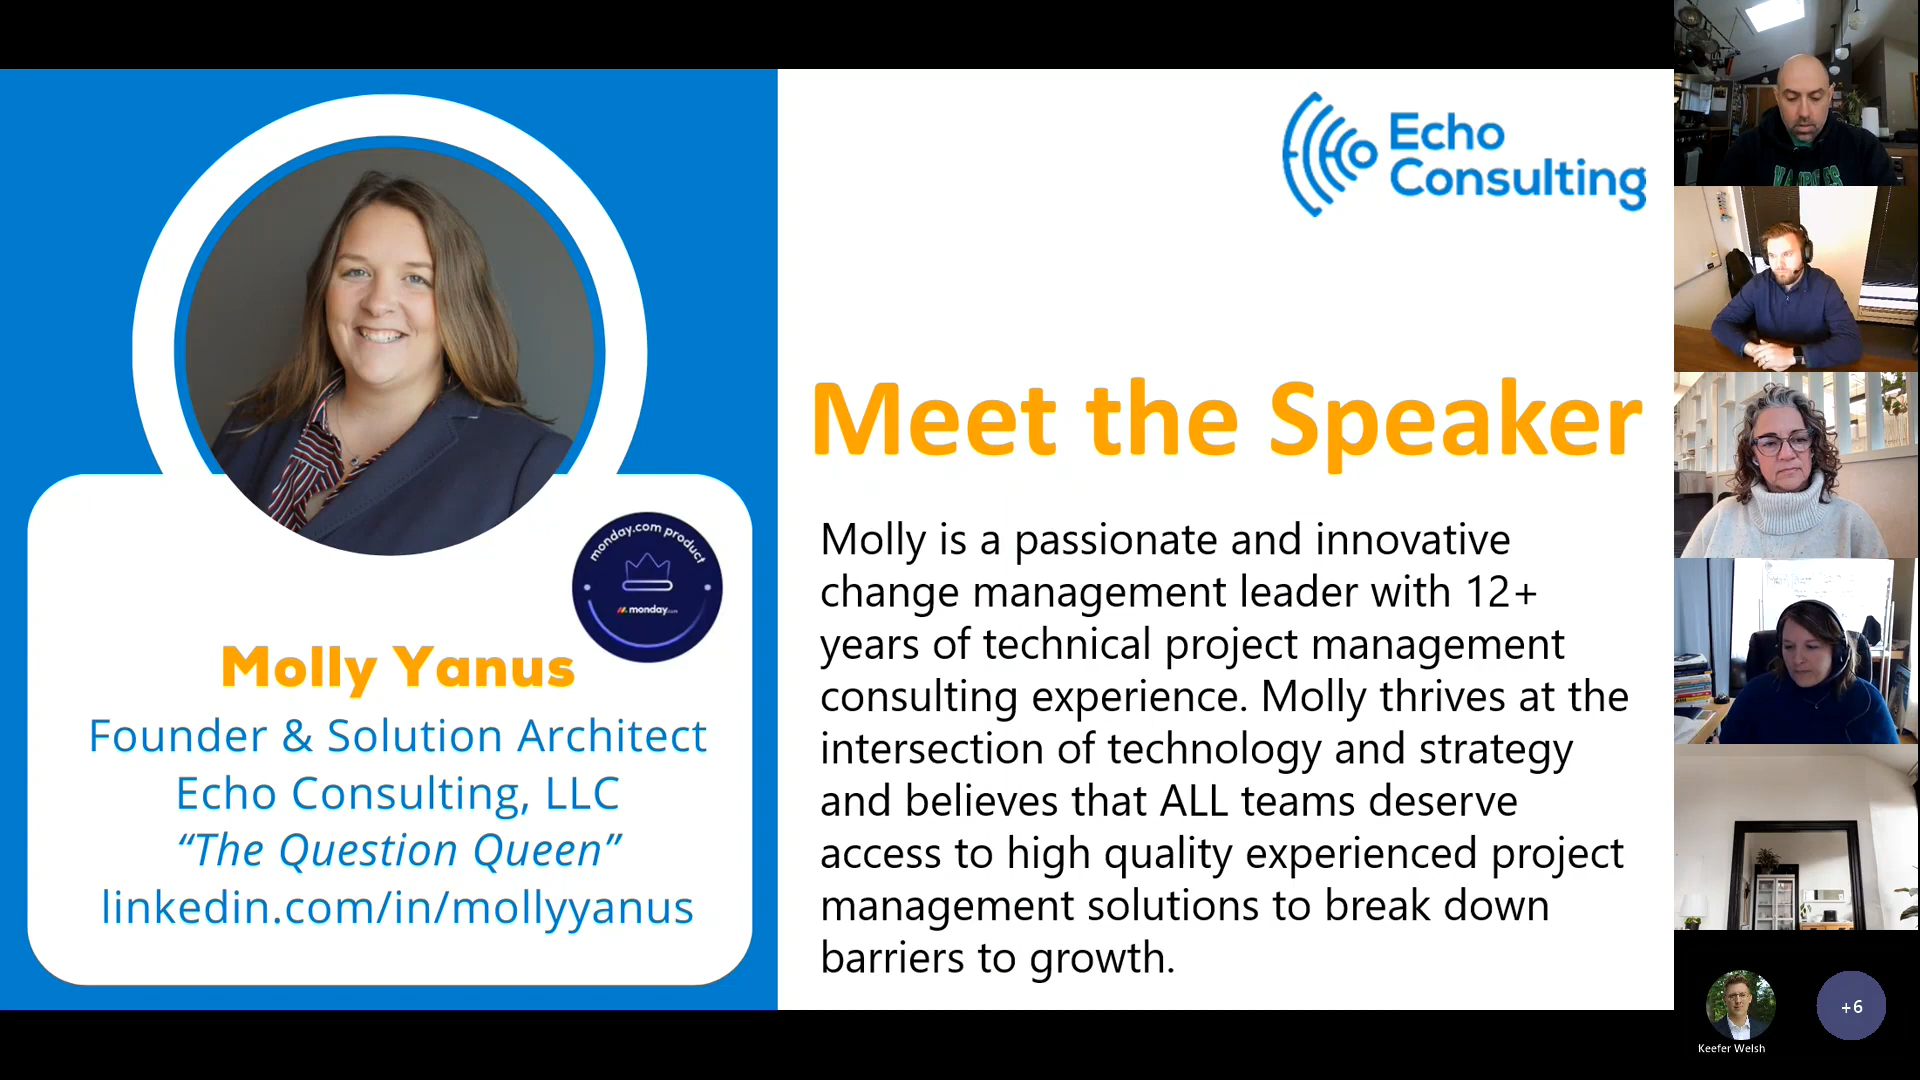 monday.com product
monday.com
Molly Yanus
Founder & Solution Architect
Echo Consulting, LLC
“The Question Queen”
linkedin.com/in/mollyyanus
Echo
Consulting
Meet the Speaker
Molly is a passionate and innovative
change management leader with 12+
years of technical project management
consulting experience. Molly thrives at the
intersection of technology and strategy
and believes that ALL teams deserve
access to high quality experienced project
management solutions to break down
barriers to growth.
Keefer Welsh
+6